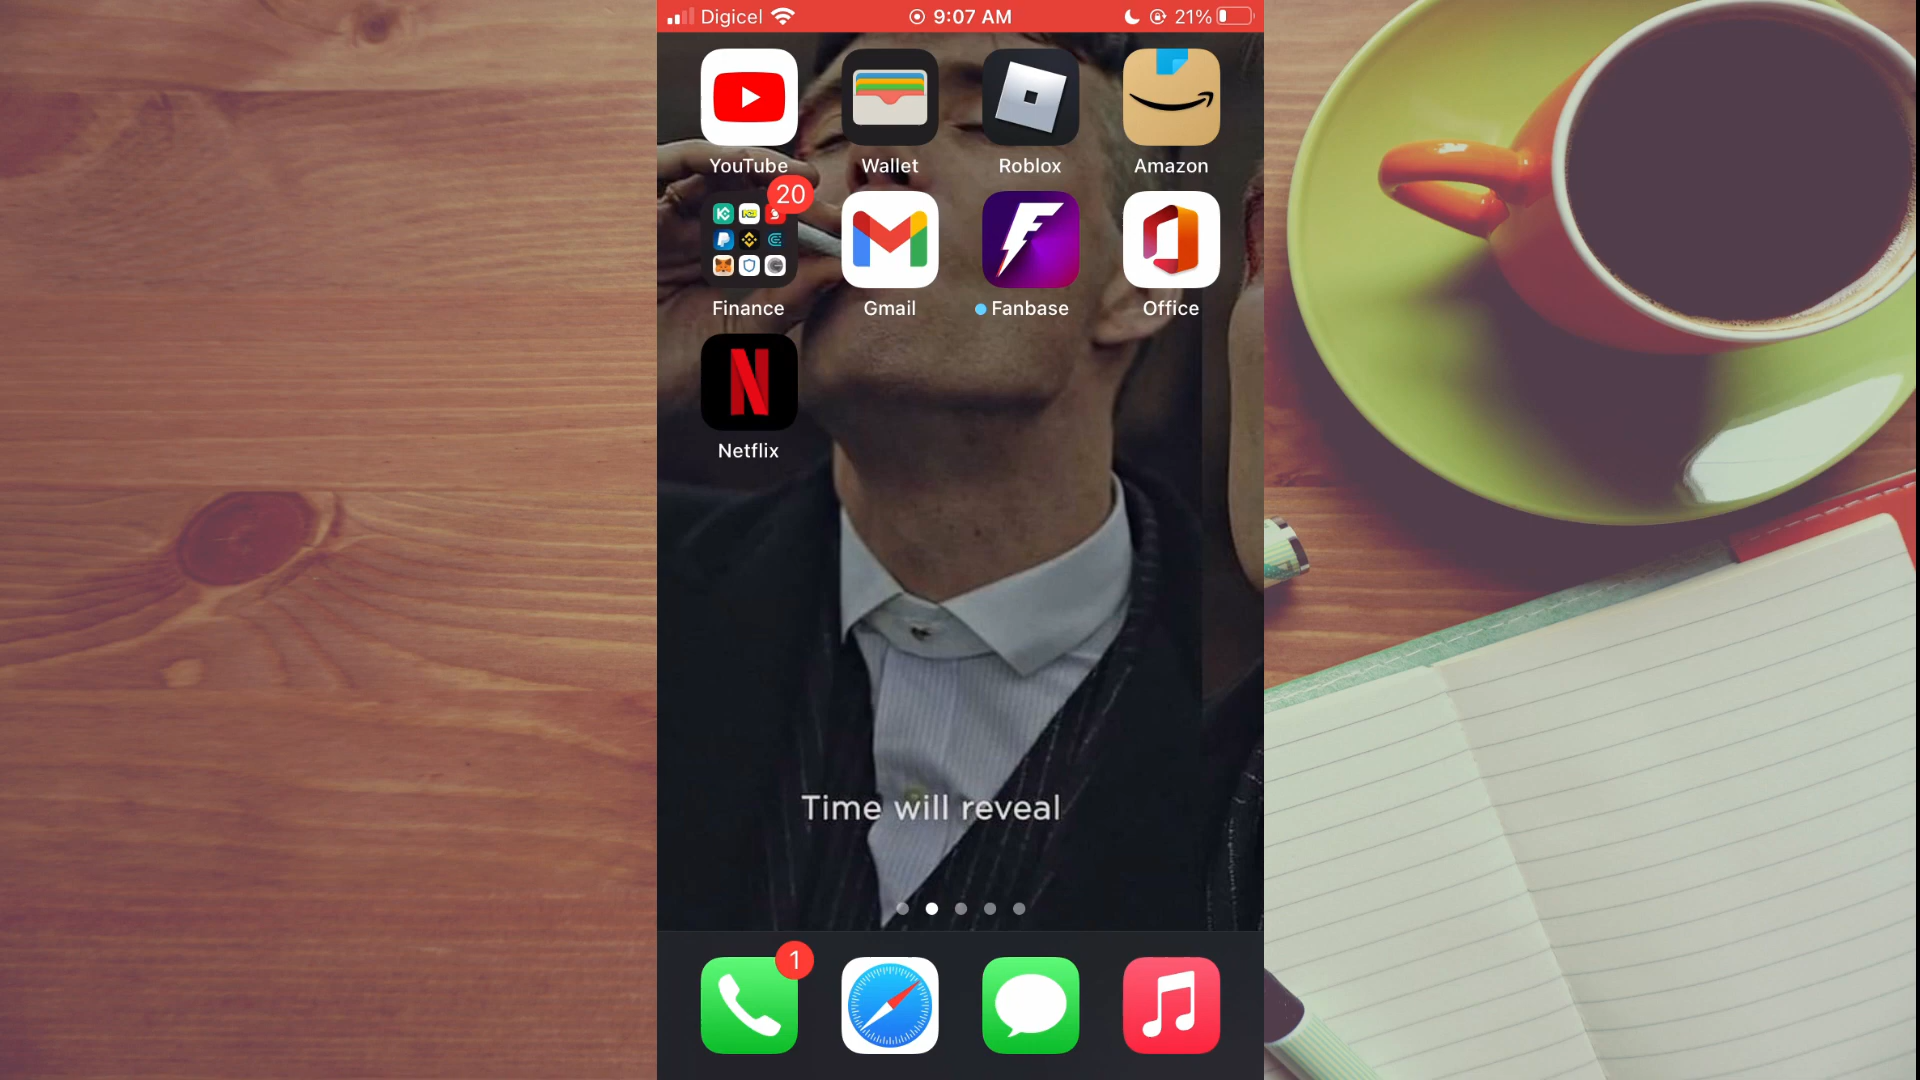 Digicel 9:07 AM 21%
YouTube Wallet Roblox Amazon
20
Finance Gmail Fanbase Office
N
Netflix
Time will reveal
1